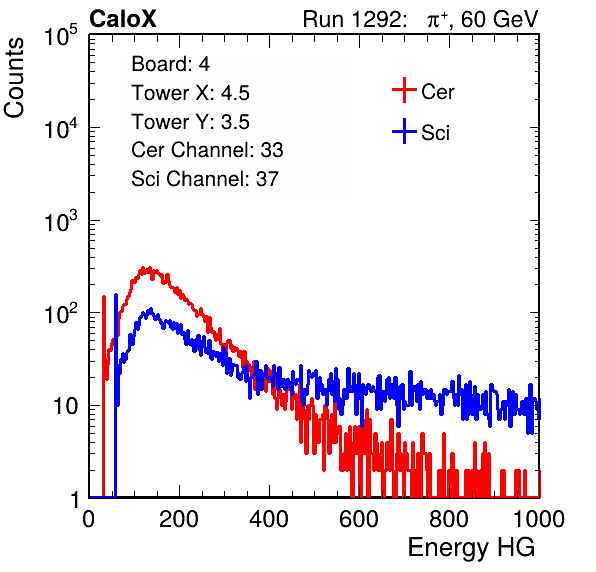 CaloX Run 1292: π⁺, 60 GeV
Counts
10⁵
10⁴
10³
10²
10
1
Board: 4
Tower X: 4.5
Tower Y: 3.5
Cer Channel: 33
Sci Channel: 37
Cer
Sci
0 200 400 600 800 1000
Energy HG